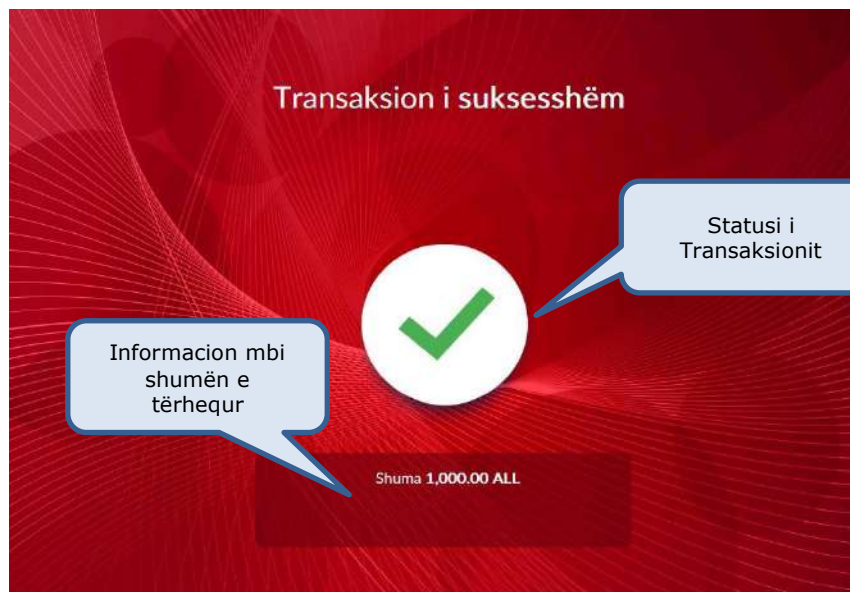 Transaksion i suksesshëm
Statusi i
Transaksionit
Informacion mbi
shumën e
tërhequr
Shuma 1,000.00 ALL